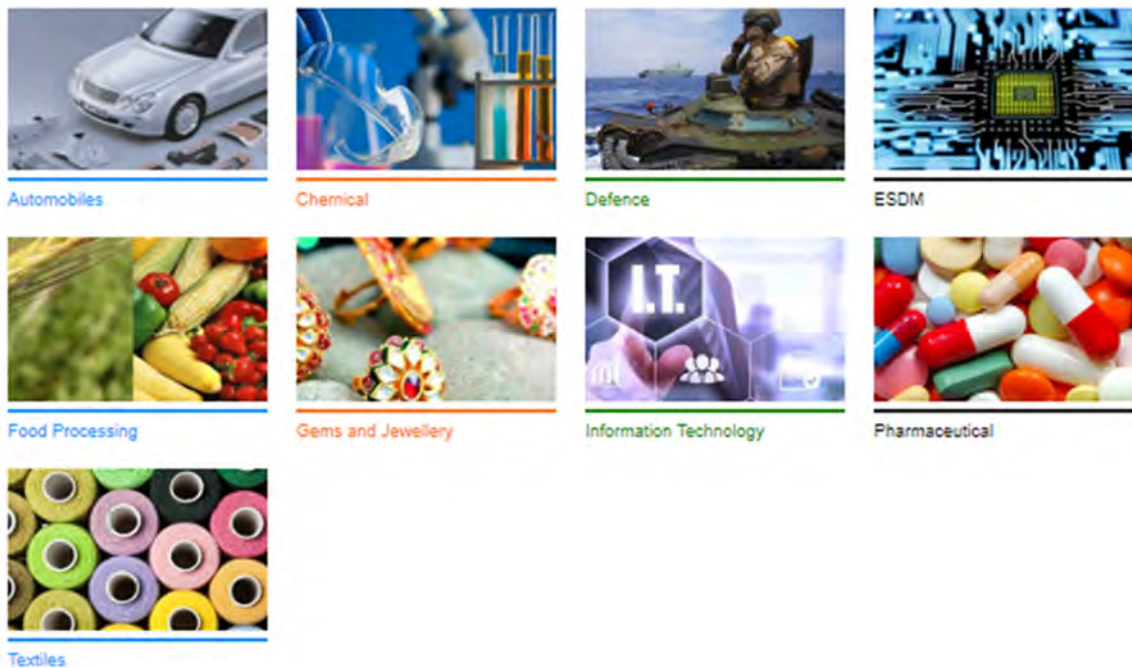 Automobiles
Chemical
Defence
ESDM
I.T.
Food Processing
Gems and Jewellery
Information Technology
Pharmaceutical
Textiles